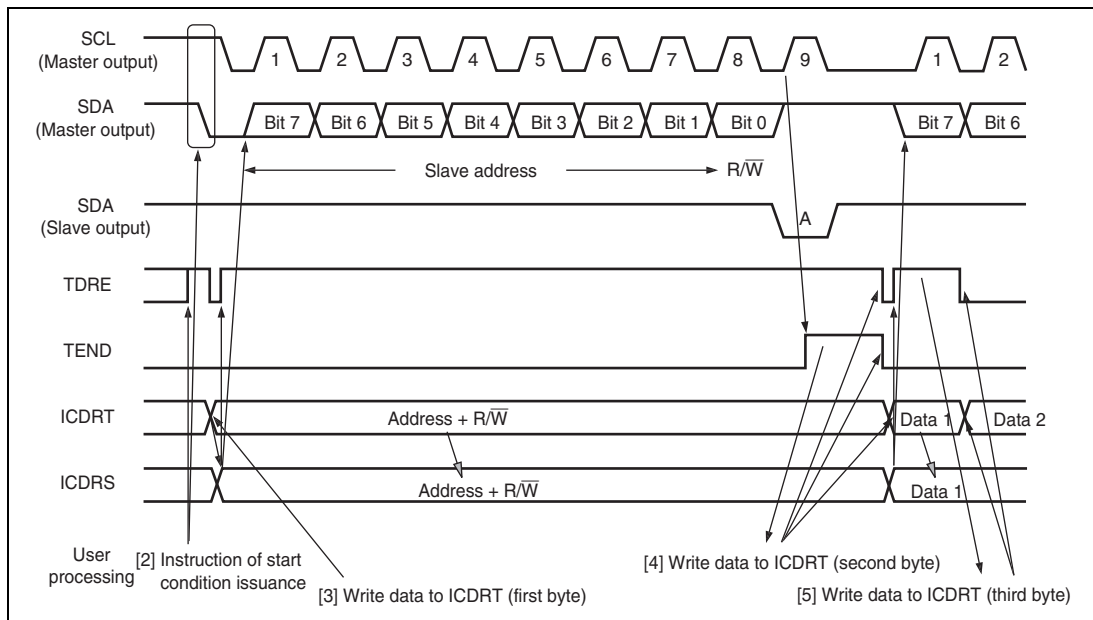 SCL
(Master output)
1 2 3 4 5 6 7 8 9 1 2
SDA
(Master output)
Bit 7 Bit 6 Bit 5 Bit 4 Bit 3 Bit 2 Bit 1 Bit 0 Bit 7 Bit 6
Slave address R/W̅
SDA
(Slave output)
A
TDRE
TEND
ICDRT
Address + R/W̅ Data 1 Data 2
ICDRS
Address + R/W̅ Data 1
User
processing
[2] Instruction of start
condition issuance
[3] Write data to ICDRT (first byte)
[4] Write data to ICDRT (second byte)
[5] Write data to ICDRT (third byte)